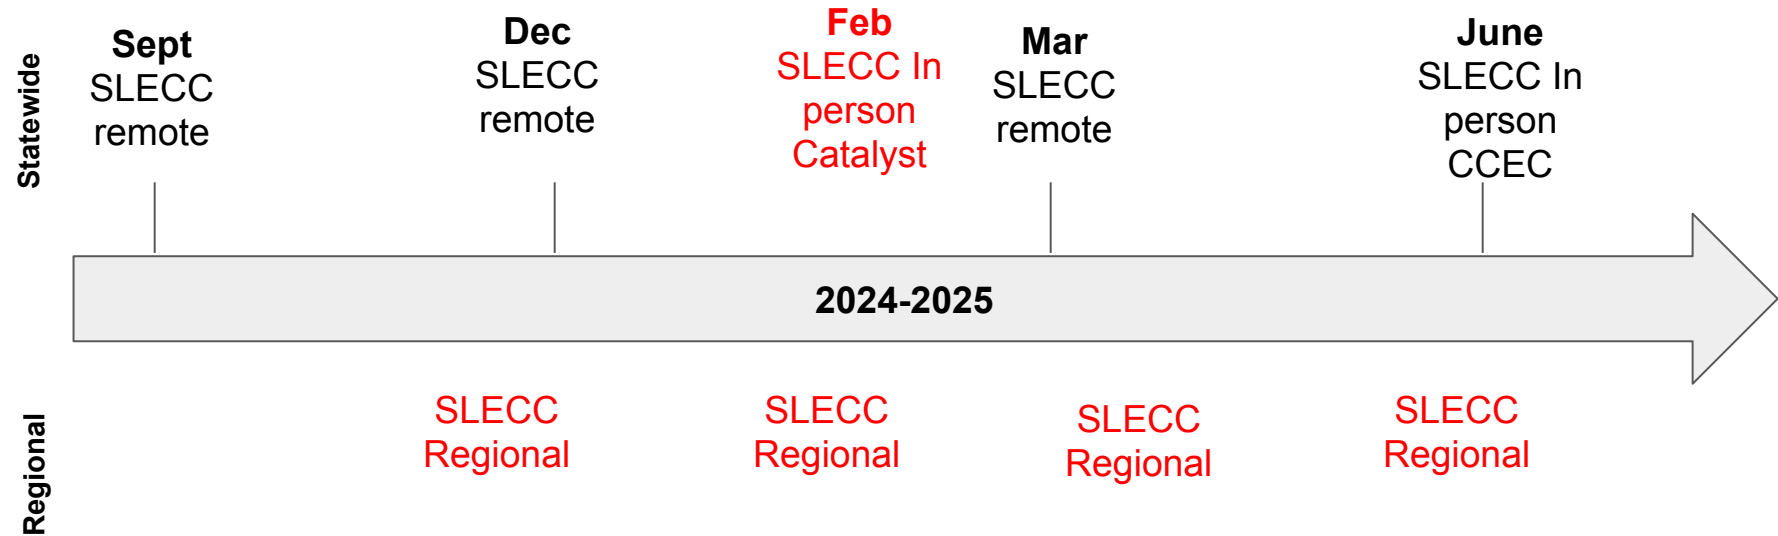 Statewide
Sept
SLECC
remote
Dec
SLECC
remote
Feb
SLECC In
person
Catalyst
Mar
SLECC
remote
June
SLECC In
person
CCEC
2024-2025
Regional
SLECC
Regional
SLECC
Regional
SLECC
Regional
SLECC
Regional